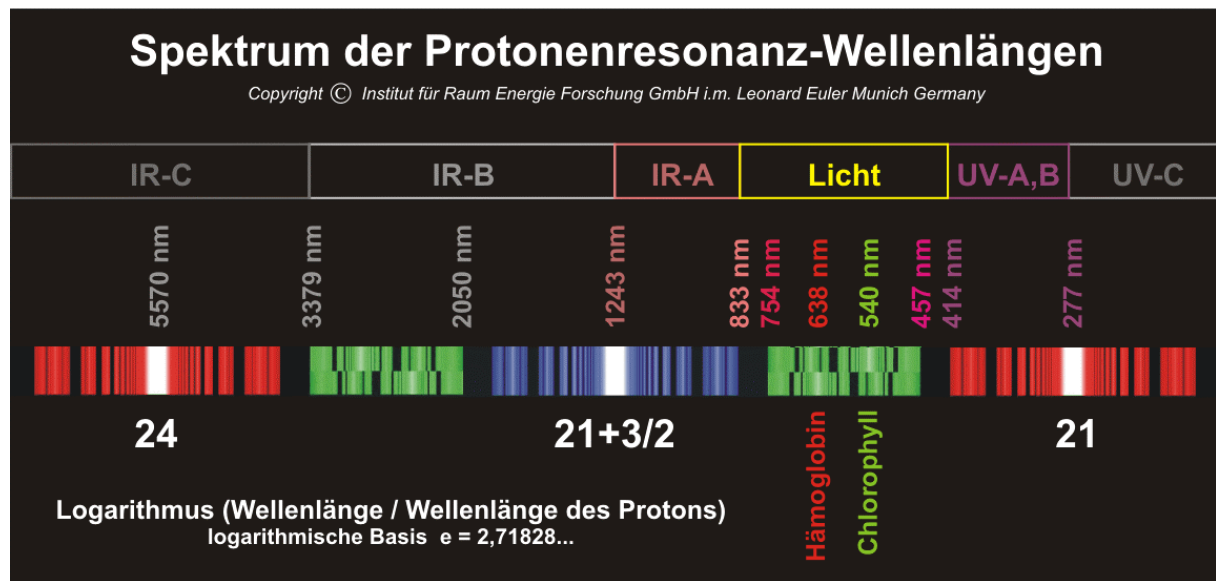 Spektrum der Protonenresonanz-Wellenlängen
Copyright © Institut für Raum Energie Forschung GmbH i.m. Leonard Euler Munich Germany
IR-C IR-B IR-A Licht UV-A,B UV-C
5570 nm 3379 nm 2050 nm 1243 nm 833 nm 754 nm 638 nm 540 nm 457 nm 414 nm 277 nm
24 21+3/2 21
Hämoglobin Chlorophyll
Logarithmus (Wellenlänge / Wellenlänge des Protons)
logarithmische Basis e = 2,71828...